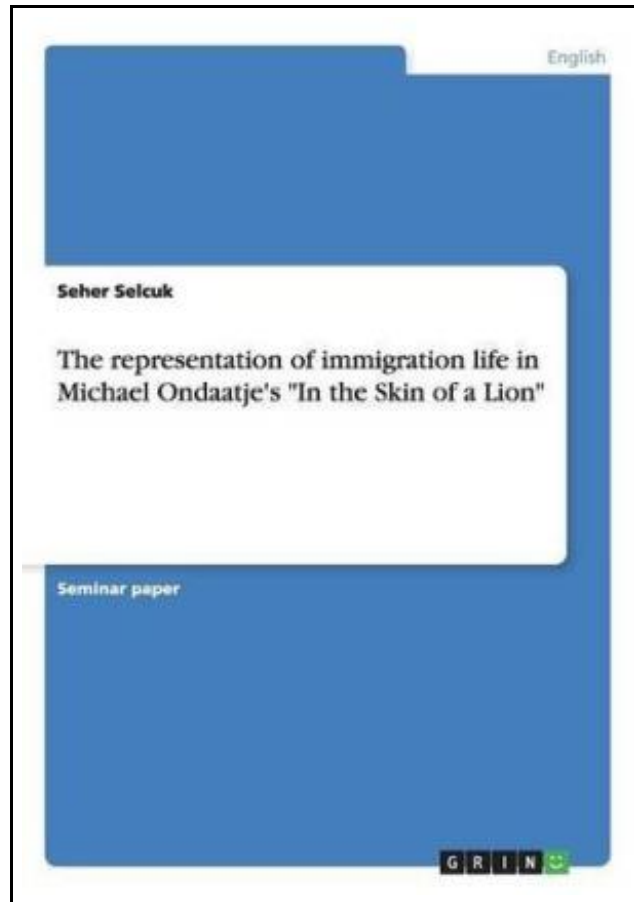 English
Seher Selcuk
The representation of immigration life in
Michael Ondaatje's "In the Skin of a Lion"
Seminar paper
GRIN